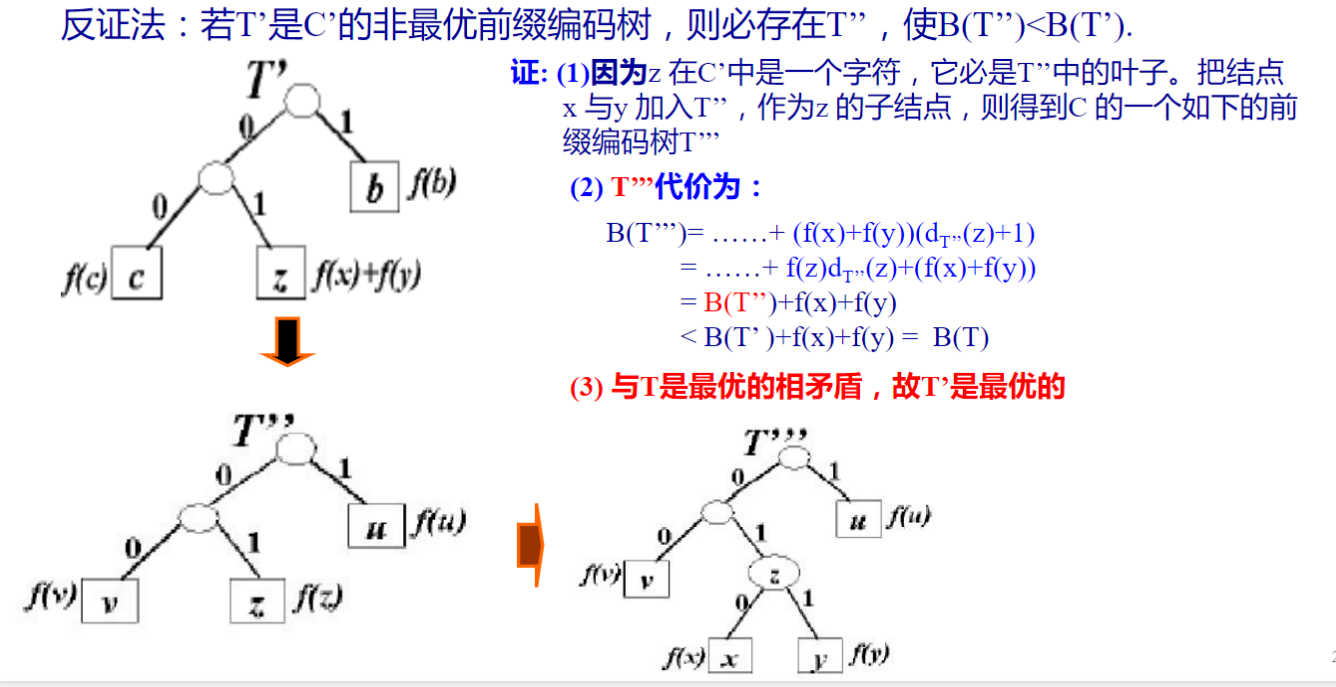 反证法：若T’是C’的非最优前缀编码树，则必存在T’’，使B(T’’)<B(T’).
证: (1)因为z 在C’中是一个字符，它必是T’’中的叶子。把结点
x 与y 加入T’’，作为z 的子结点，则得到C 的一个如下的前
缀编码树T’’’
(2) T’’’代价为：
B(T’’’)= ……+ (f(x)+f(y))(dT’’(z)+1)
= ……+ f(z)dT’’(z)+(f(x)+f(y))
= B(T’’)+f(x)+f(y)
< B(T’ )+f(x)+f(y) = B(T)
(3) 与T是最优的相矛盾，故T’是最优的
T’
0 1
b f(b)
0 1
f(c) c z f(x)+f(y)
T’’
0 1
u f(u)
0 1
f(v) v z f(z)
T’’’
0 1
u f(u)
0 1
f(v) v z
0 1
f(x) x y f(y)
2